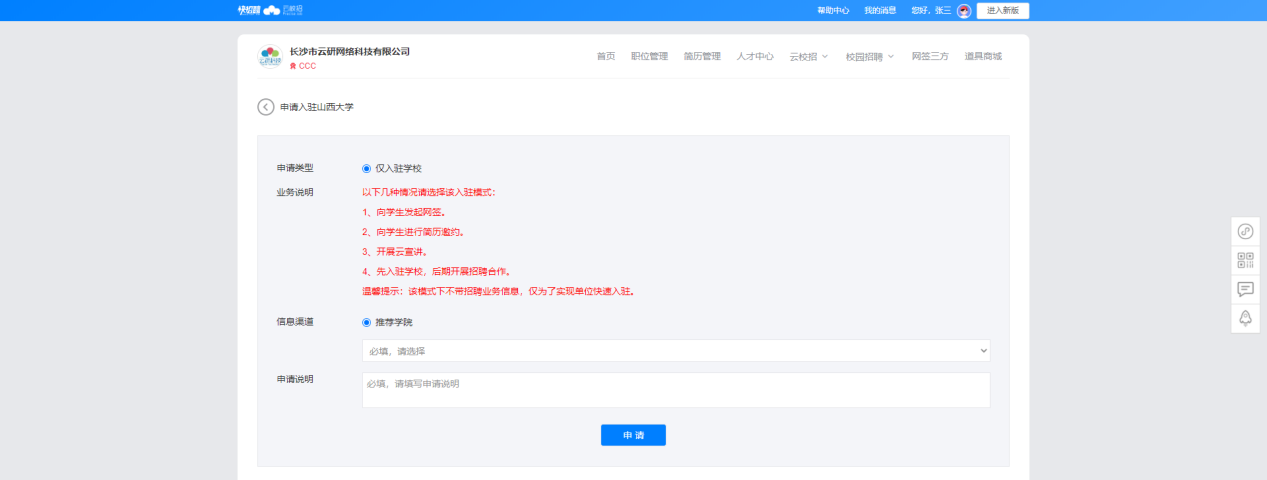 帮助中心 我的消息 您好，张三 进入新版
长沙市云研网络科技有限公司
CCC
首页 职位管理 简历管理 人才中心 云校招 校园招聘 网签三方 道具商城
申请入驻山西大学
申请类型 仅入驻学校
业务说明 以下几种情况请选择该入驻模式：
1、向学生发起网签。
2、向学生进行简历邀约。
3、开展云宣讲。
4、先入驻学校，后期开展招聘合作。
温馨提示：该模式下不带招聘业务信息，仅为了实现单位快速入驻。
信息渠道 推荐学院
必填，请选择
申请说明 必填，请填写申请说明
申 请